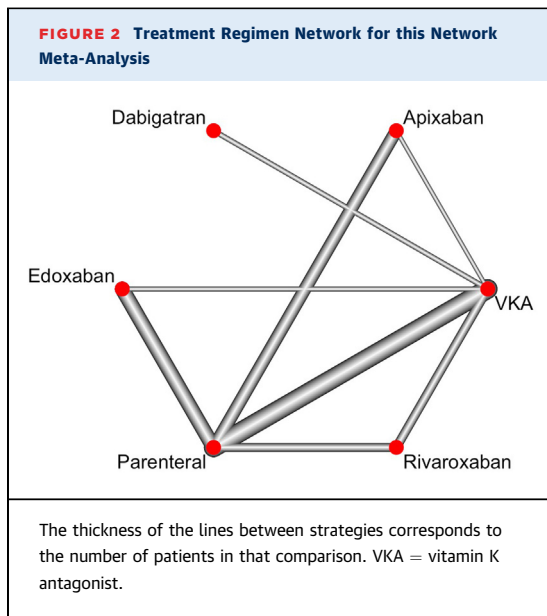 FIGURE 2 Treatment Regimen Network for this Network
Meta-Analysis
Dabigatran
Apixaban
Edoxaban
VKA
Parenteral
Rivaroxaban
The thickness of the lines between strategies corresponds to
the number of patients in that comparison. VKA = vitamin K
antagonist.